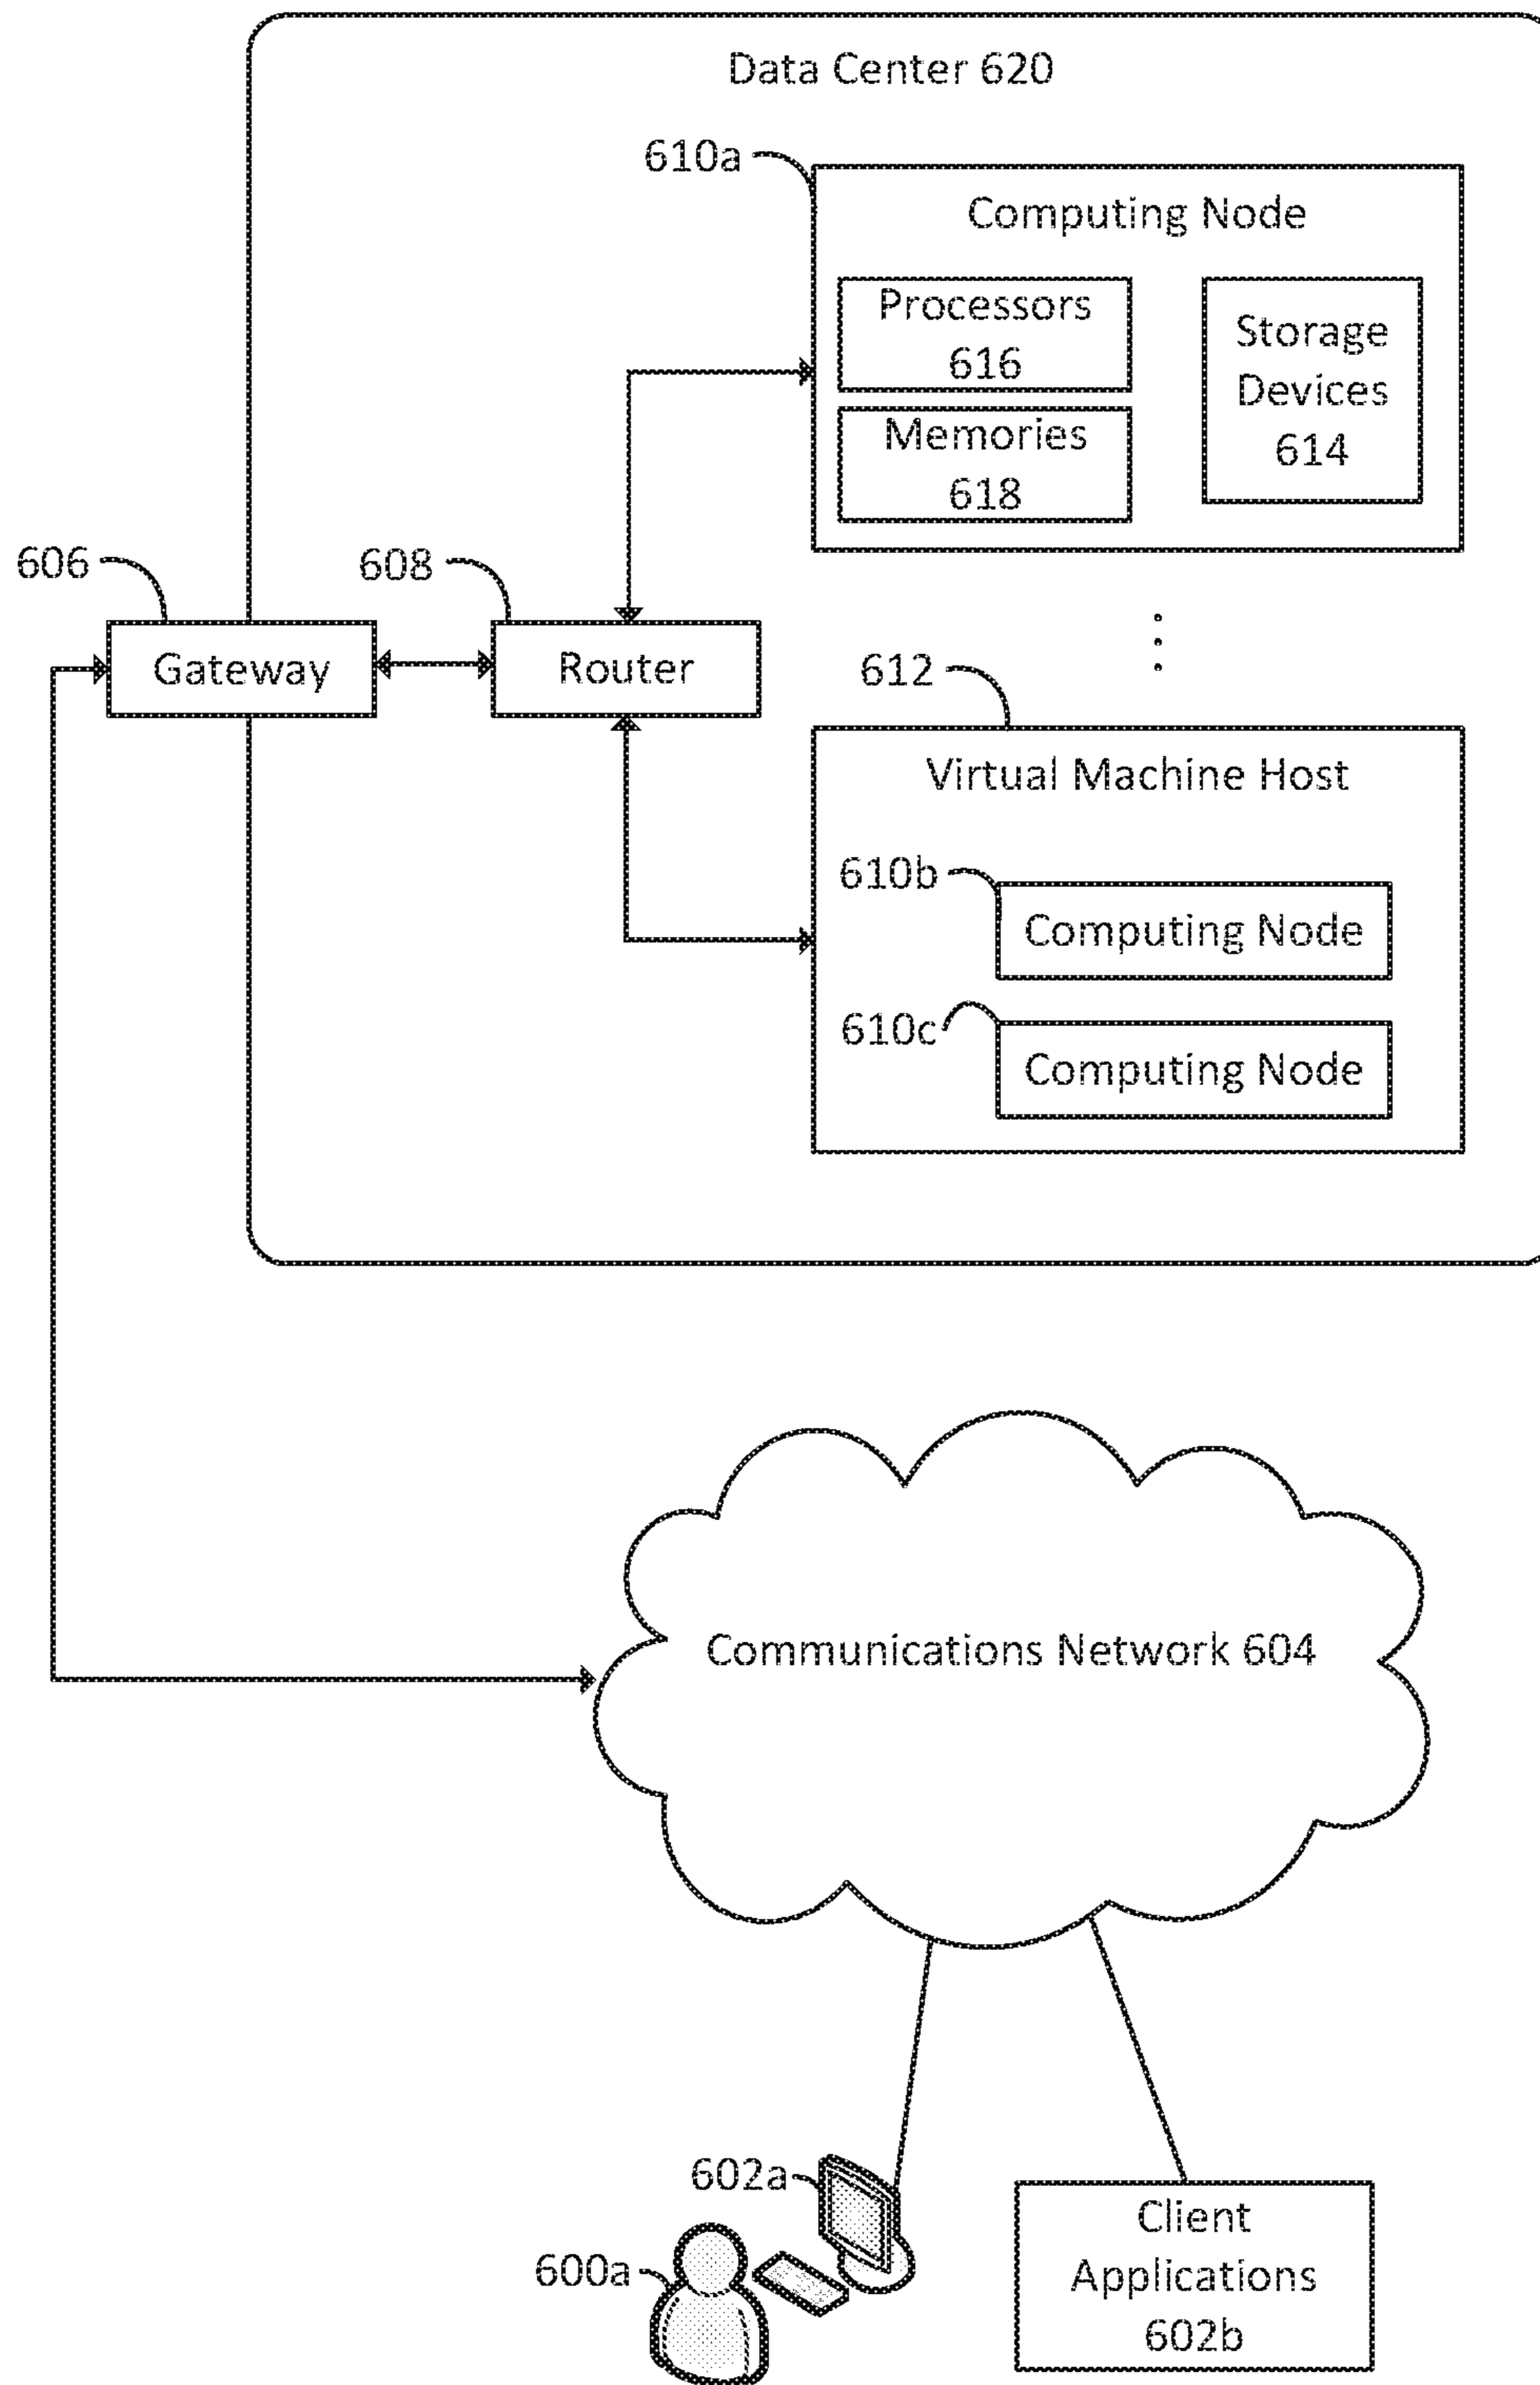 Data Center 620
610a
Computing Node
Processors
616
Storage
Devices
614
Memories
618
606
608
Gateway
Router
612
Virtual Machine Host
610b
Computing Node
610c
Computing Node
Communications Network 604
602a
600a
Client
Applications
602b